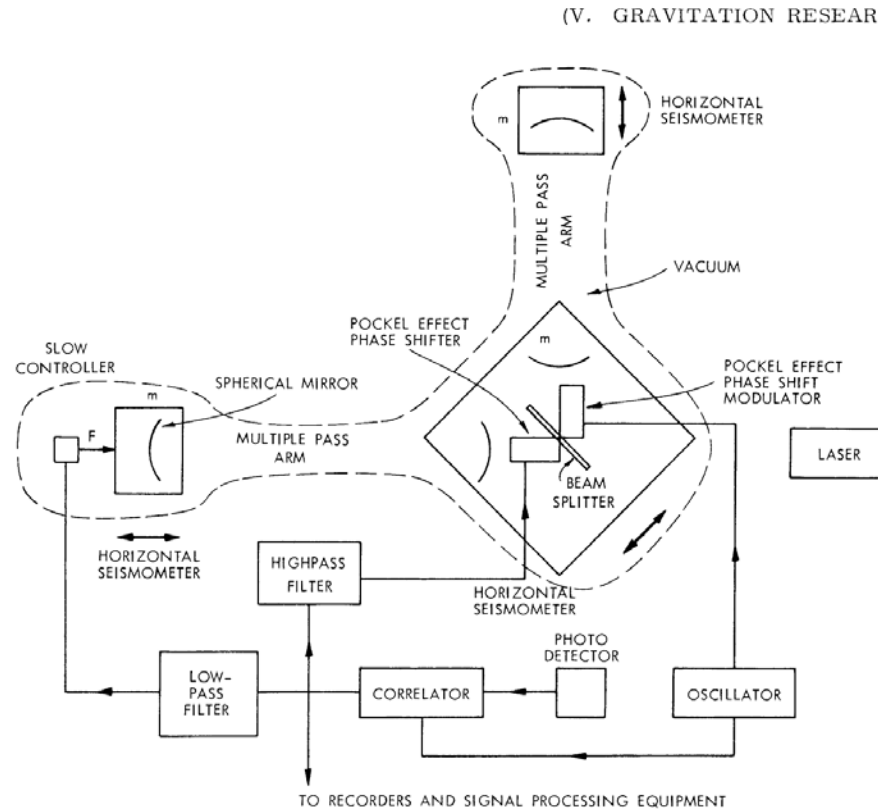 (V. GRAVITATION RESEAR
m
HORIZONTAL
SEISMOMETER
MULTIPLE PASS
ARM
VACUUM
POCKEL EFFECT
PHASE SHIFTER
m
SLOW
CONTROLLER
SPHERICAL MIRROR
POCKEL EFFECT
PHASE SHIFT
MODULATOR
m
F
MULTIPLE PASS
ARM
LASER
BEAM
SPLITTER
HORIZONTAL
SEISMOMETER
HIGHPASS
FILTER
HORIZONTAL
SEISMOMETER
PHOTO
DETECTOR
LOW-
PASS
FILTER
CORRELATOR
OSCILLATOR
TO RECORDERS AND SIGNAL PROCESSING EQUIPMENT